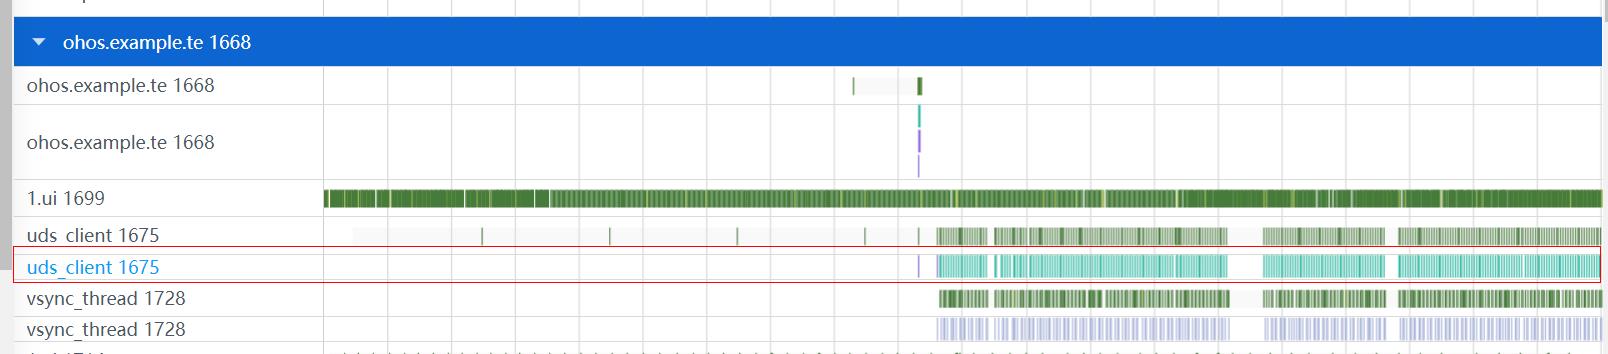 ohos.example.te 1668
ohos.example.te 1668
ohos.example.te 1668
1.ui 1699
uds_client 1675
uds_client 1675
vsync_thread 1728
vsync_thread 1728